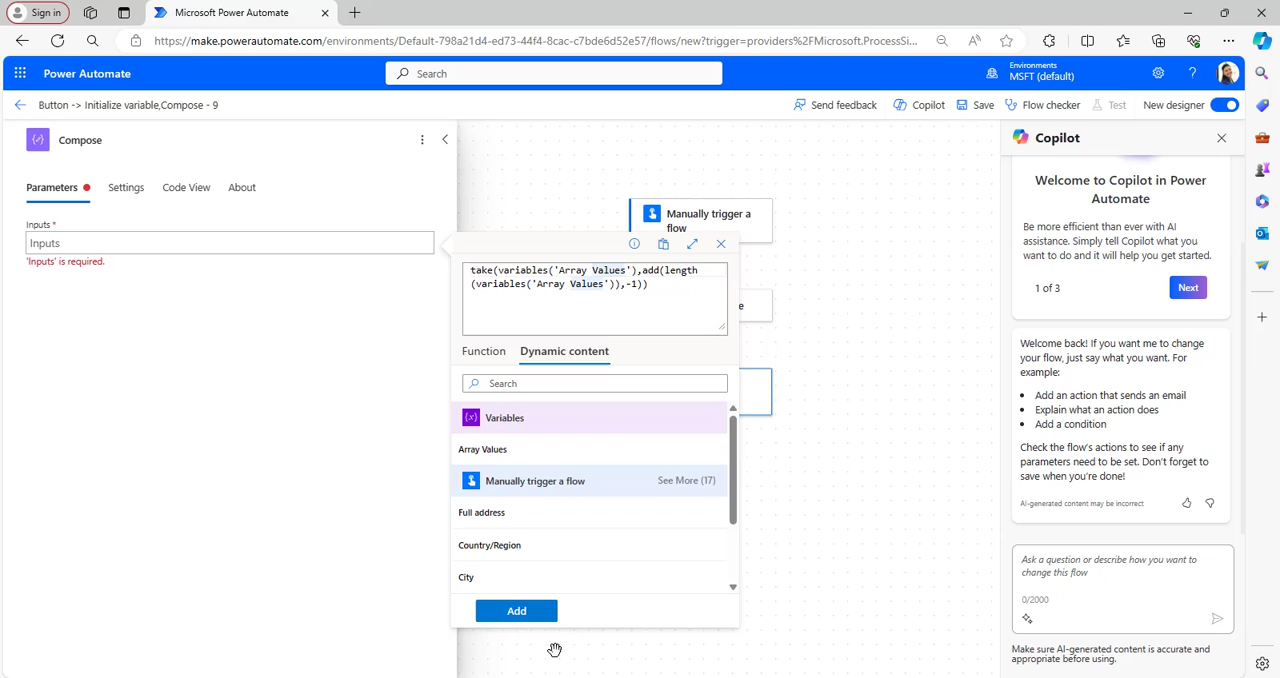 Sign in
Microsoft Power Automate
https://make.powerautomate.com/environments/Default-798a21d4-ed73-44f4-8cac-c7bde6d52e57/flows/new?trigger=providers%2FMicrosoft.ProcessSi...
Power Automate
Search
Environments
MSFT (default)
Button -> Initialize variable,Compose - 9
Send feedback
Copilot
Save
Flow checker
Test
New designer
Compose
Parameters
Settings
Code View
About
Inputs *
Inputs
'Inputs' is required.
Manually trigger a
flow
take(variables('Array Values'),add(length
(variables('Array Values')),-1))
Function
Dynamic content
Search
Variables
Array Values
Manually trigger a flow
See More (17)
Full address
Country/Region
City
Add
Copilot
Welcome to Copilot in Power
Automate
Be more efficient than ever with AI
assistance. Simply tell Copilot what you
want to do and it will help you get started.
1 of 3
Next
Welcome back! If you want me to change
your flow, just say what you want. For
example:
• Add an action that sends an email
• Explain what an action does
• Add a condition
Check the flow's actions to see if any
parameters need to be set. Don't forget to
save when you're done!
AI-generated content may be incorrect
Ask a question or describe how you want to
change this flow
0/2000
Make sure AI-generated content is accurate and
appropriate before using.